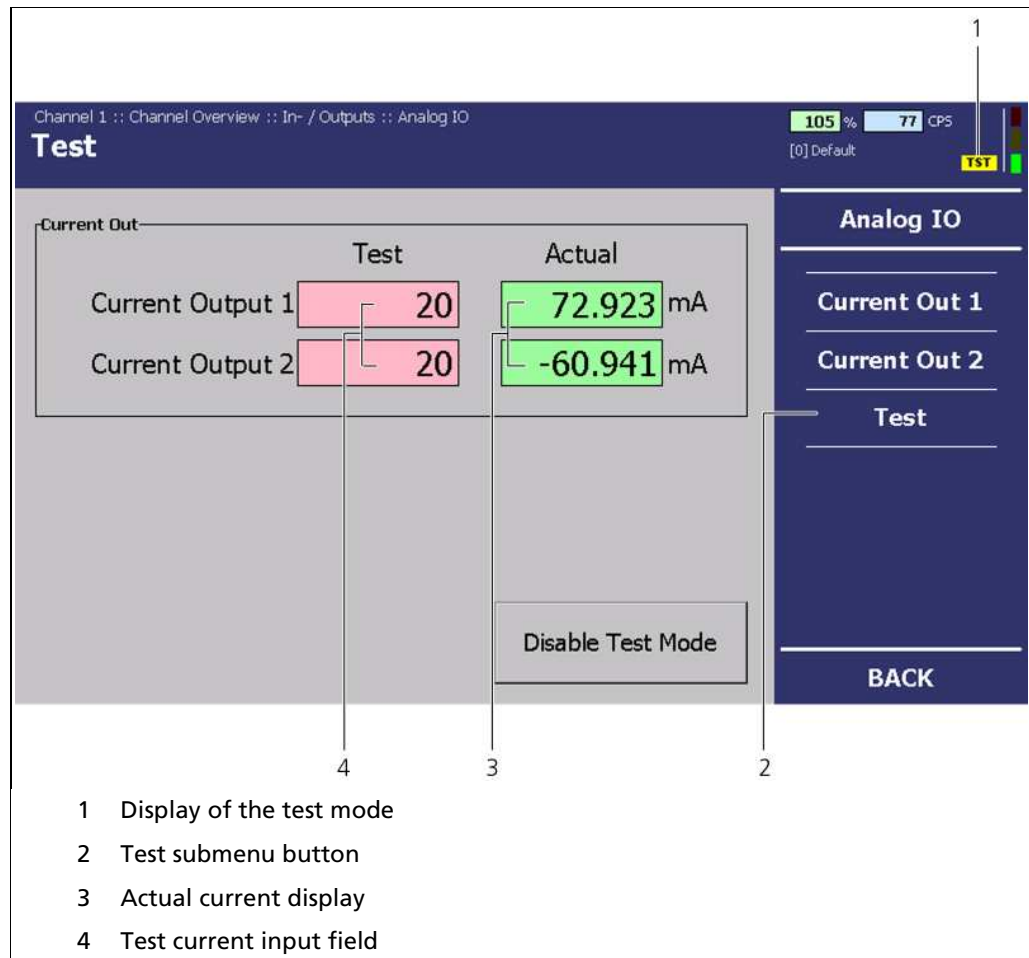 1
Channel 1 :: Channel Overview :: In- / Outputs :: Analog IO
Test
105 % 77 CPS
[0] Default
TST
Current Out
Test Actual
Current Output 1 20 72.923 mA
Current Output 2 20 -60.941 mA
Disable Test Mode
Analog IO
Current Out 1
Current Out 2
Test
BACK
4 3 2
1 Display of the test mode
2 Test submenu button
3 Actual current display
4 Test current input field